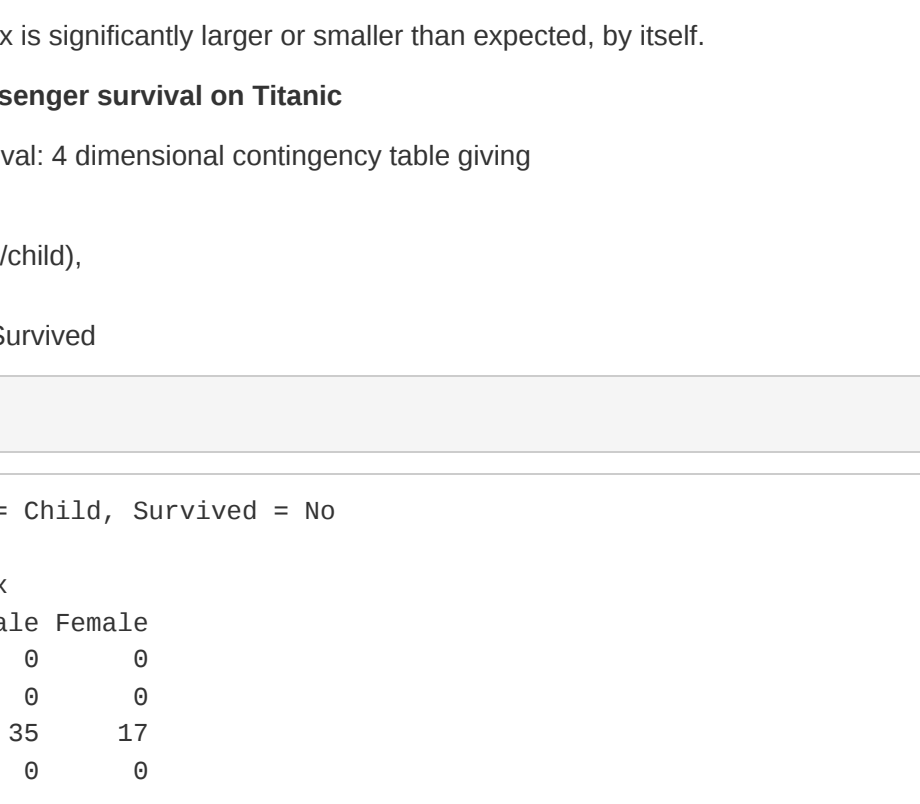 x is significantly larger or smaller than expected, by itself.
senger survival on Titanic
val: 4 dimensional contingency table giving
/child),
Survived
= Child, Survived = No
x
ale Female
0 0
0 0
35 17
0 0